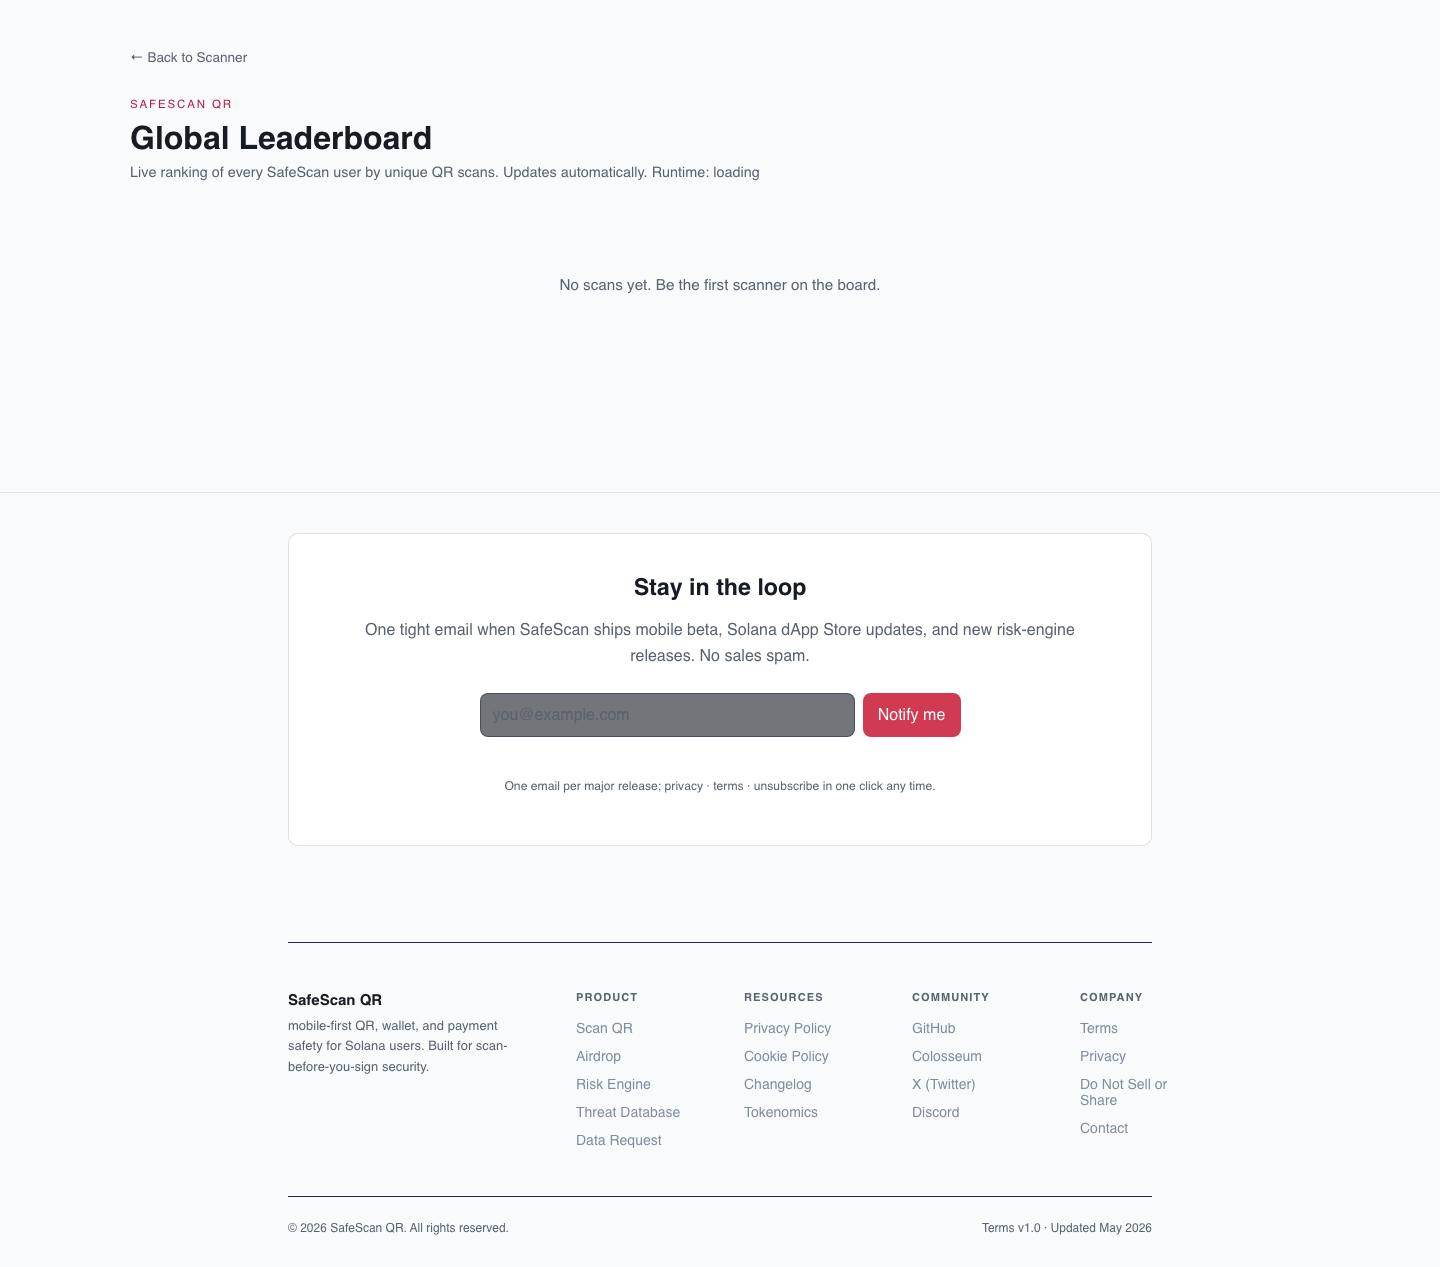 ← Back to Scanner
SAFESCAN QR
Global Leaderboard
Live ranking of every SafeScan user by unique QR scans. Updates automatically. Runtime: loading
No scans yet. Be the first scanner on the board.
Stay in the loop
One tight email when SafeScan ships mobile beta, Solana dApp Store updates, and new risk-engine
releases. No sales spam.
you@example.com
Notify me
One email per major release; privacy · terms · unsubscribe in one click any time.
SafeScan QR
mobile-first QR, wallet, and payment
safety for Solana users. Built for scan-
before-you-sign security.
PRODUCT
Scan QR
Airdrop
Risk Engine
Threat Database
Data Request
RESOURCES
Privacy Policy
Cookie Policy
Changelog
Tokenomics
COMMUNITY
GitHub
Colosseum
X (Twitter)
Discord
COMPANY
Terms
Privacy
Do Not Sell or
Share
Contact
© 2026 SafeScan QR. All rights reserved.
Terms v1.0 · Updated May 2026